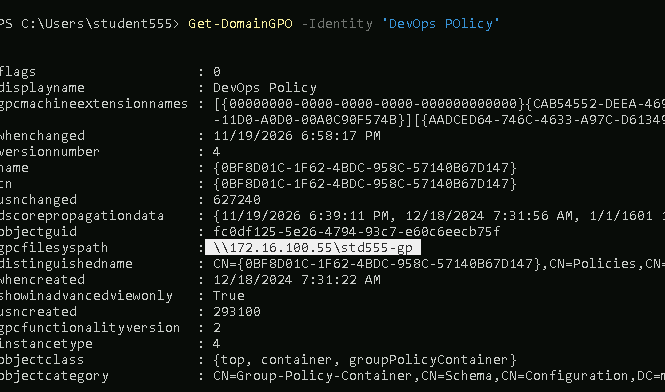 PS C:\Users\student555> Get-DomainGPO -Identity 'DevOps POlicy'
flags : 0
displayname : DevOps Policy
gpcmachineextensionnames : [{00000000-0000-0000-0000-000000000000}{CAB54552-DEEA-469
-11D0-A0D0-00A0C90F574B}][{AADCED64-746C-4633-A97C-D61349
whenchanged : 11/19/2026 6:58:17 PM
versionnumber : 4
name : {0BF8D01C-1F62-4BDC-958C-57140B67D147}
cn : {0BF8D01C-1F62-4BDC-958C-57140B67D147}
usnchanged : 627240
dscorepropagationdata : {11/19/2026 6:39:11 PM, 12/18/2024 7:31:56 AM, 1/1/1601 1
objectguid : fc0df125-5e26-4794-93c7-e60c6eecb75f
gpcfilesyspath : \\172.16.100.55\std555-gp
distinguishedname : CN={0BF8D01C-1F62-4BDC-958C-57140B67D147},CN=Policies,CN=
whencreated : 12/18/2024 7:31:22 AM
showinadvancedviewonly : True
usncreated : 293100
gpcfunctionalityversion : 2
instancetype : 4
objectclass : {top, container, groupPolicyContainer}
objectcategory : CN=Group-Policy-Container,CN=Schema,CN=Configuration,DC=m